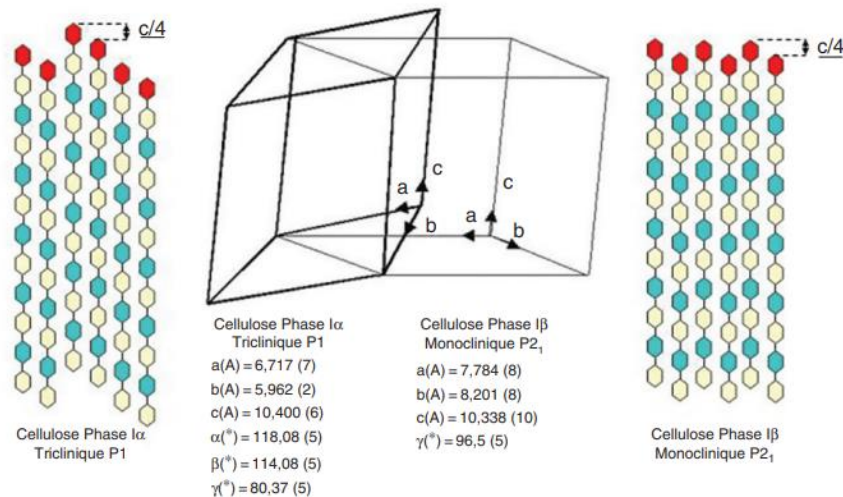 c/4
c/4
c
a
b
c
a
b
Cellulose Phase Iα
Triclinique P1
a(A) = 6,717 (7)
b(A) = 5,962 (2)
c(A) = 10,400 (6)
α(*) = 118,08 (5)
β(*) = 114,08 (5)
γ(*) = 80,37 (5)
Cellulose Phase Iβ
Monoclinique P2₁
a(A) = 7,784 (8)
b(A) = 8,201 (8)
c(A) = 10,338 (10)
γ(*) = 96,5 (5)
Cellulose Phase Iα
Triclinique P1
Cellulose Phase Iβ
Monoclinique P2₁